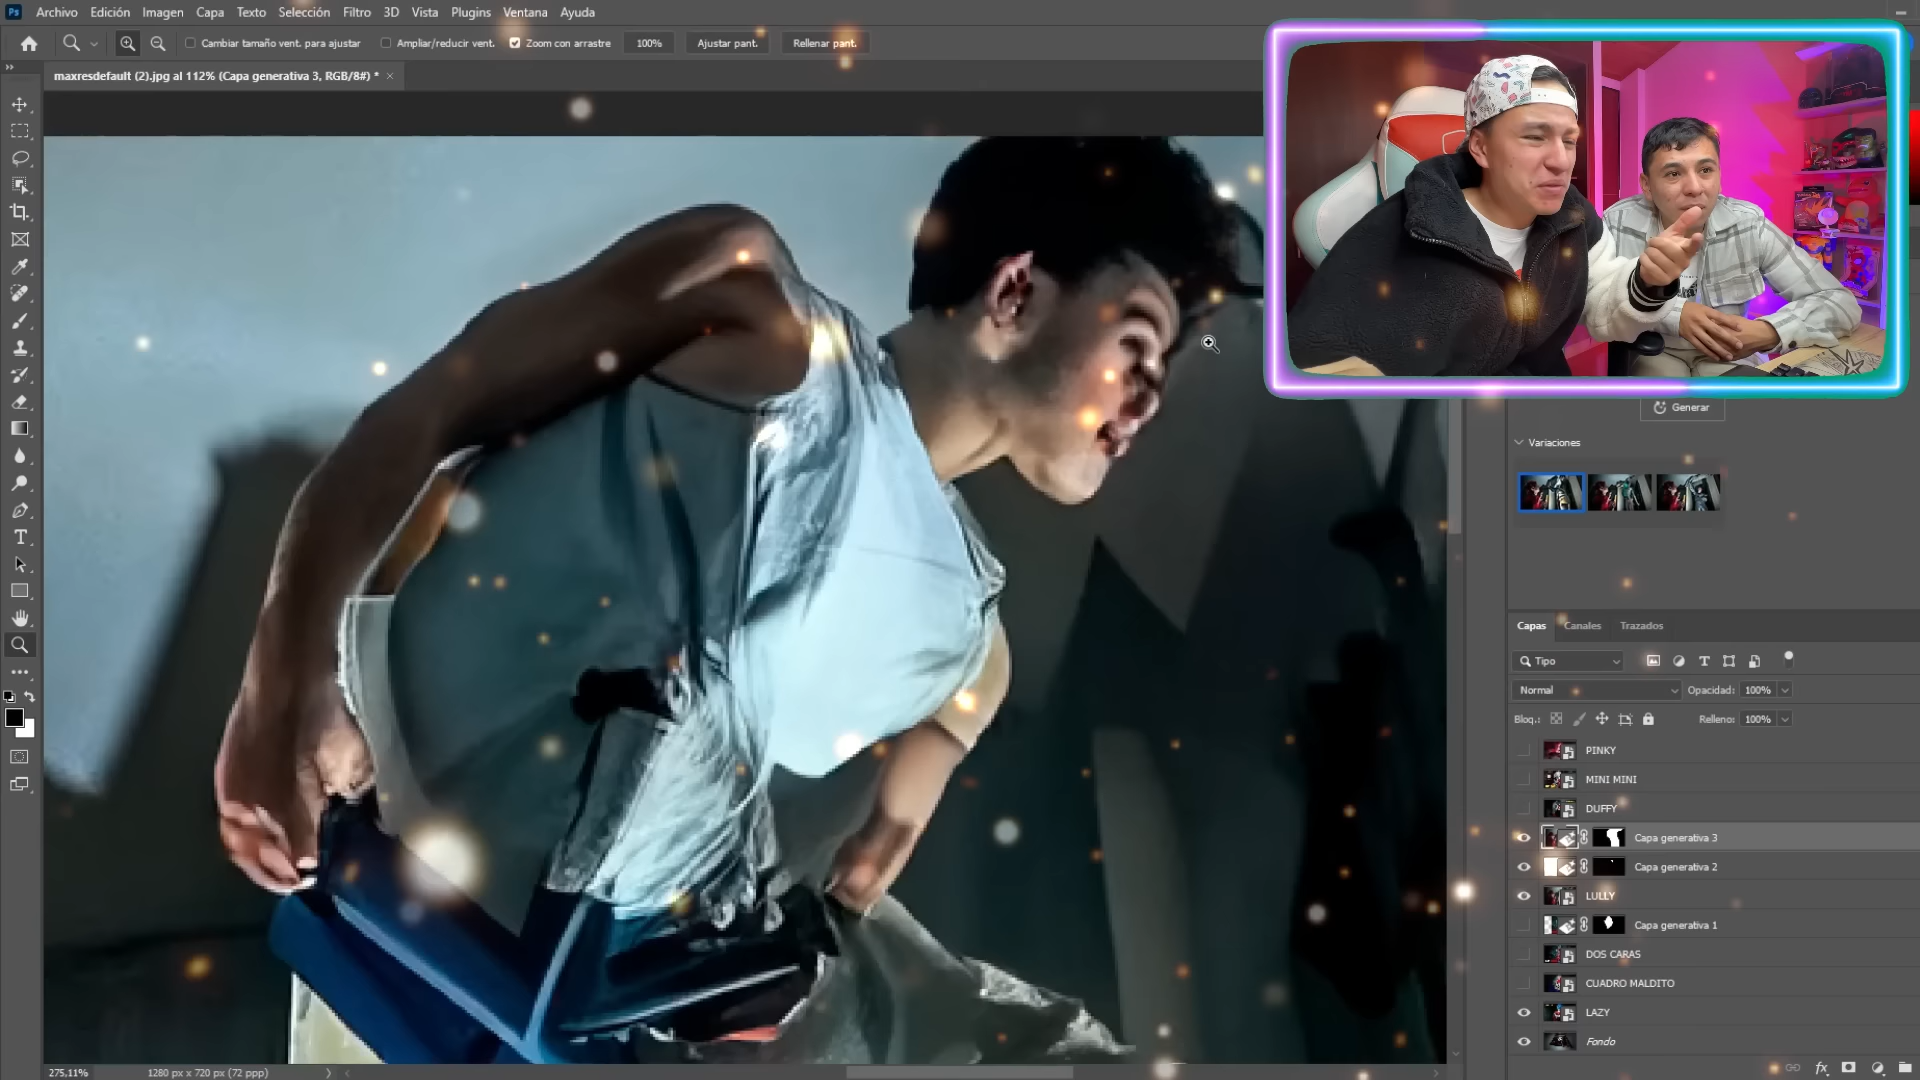 Ps Archivo Edición Imagen Capa Texto Selección Filtro 3D Vista Plugins Ventana Ayuda
Cambiar tamaño vent. para ajustar Ampliar/reducir vent. Zoom con arrastre 100% Ajustar pant. Rellenar pant.
maxresdefault (2).jpg al 112% (Capa generativa 3, RGB/8#) * ×
Generar
Variaciones
Capas Canales Trazados
Tipo
Normal Opacidad: 100%
Bloq.: Relleno: 100%
PINKY
MINI MINI
DUFFY
Capa generativa 3
Capa generativa 2
LULLY
Capa generativa 1
DOS CARAS
CUADRO MALDITO
LAZY
Fondo
fx
275,11% 1280 px x 720 px (72 ppp)